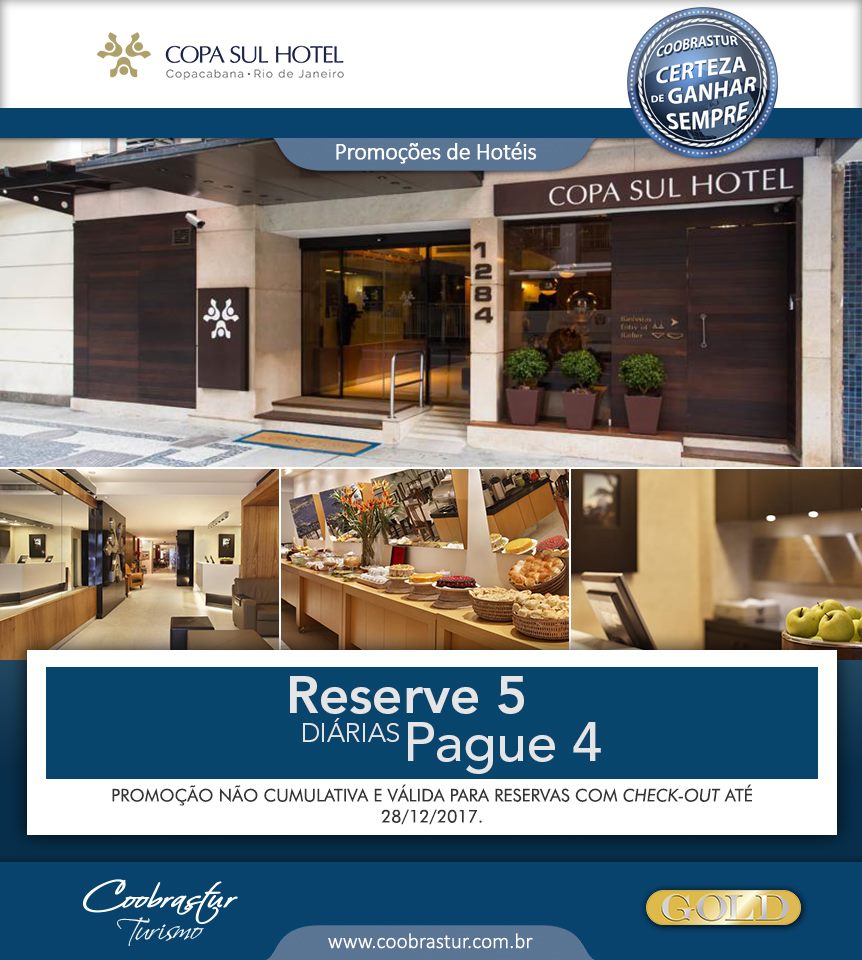 COPA SUL HOTEL
Copacabana • Rio de Janeiro
COOBRASTUR
CERTEZA
DE GANHAR
SEMPRE
Promoções de Hotéis
COPA SUL HOTEL
1284
Reserve 5
DIÁRIAS Pague 4
PROMOÇÃO NÃO CUMULATIVA E VÁLIDA PARA RESERVAS COM CHECK-OUT ATÉ
28/12/2017.
Coobrastur
Turismo
GOLD
www.coobrastur.com.br